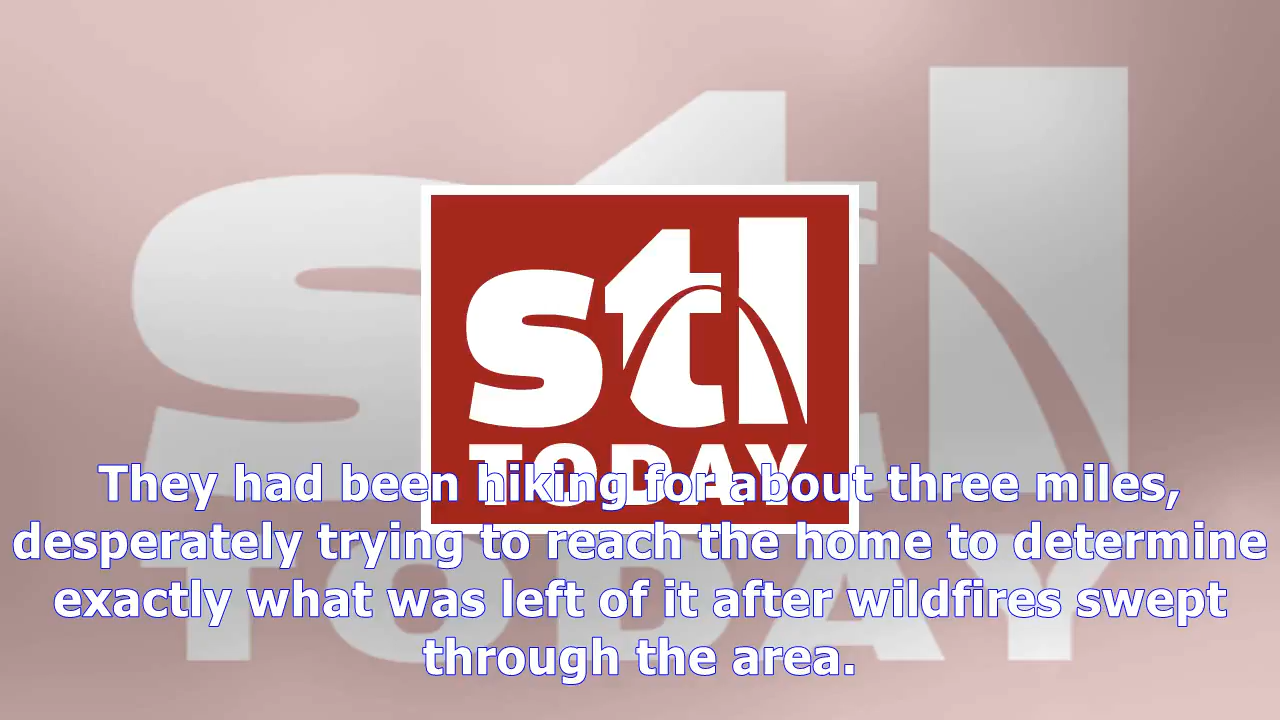 stl
TODAY
They had been hiking for about three miles,
desperately trying to reach the home to determine
exactly what was left of it after wildfires swept
through the area.